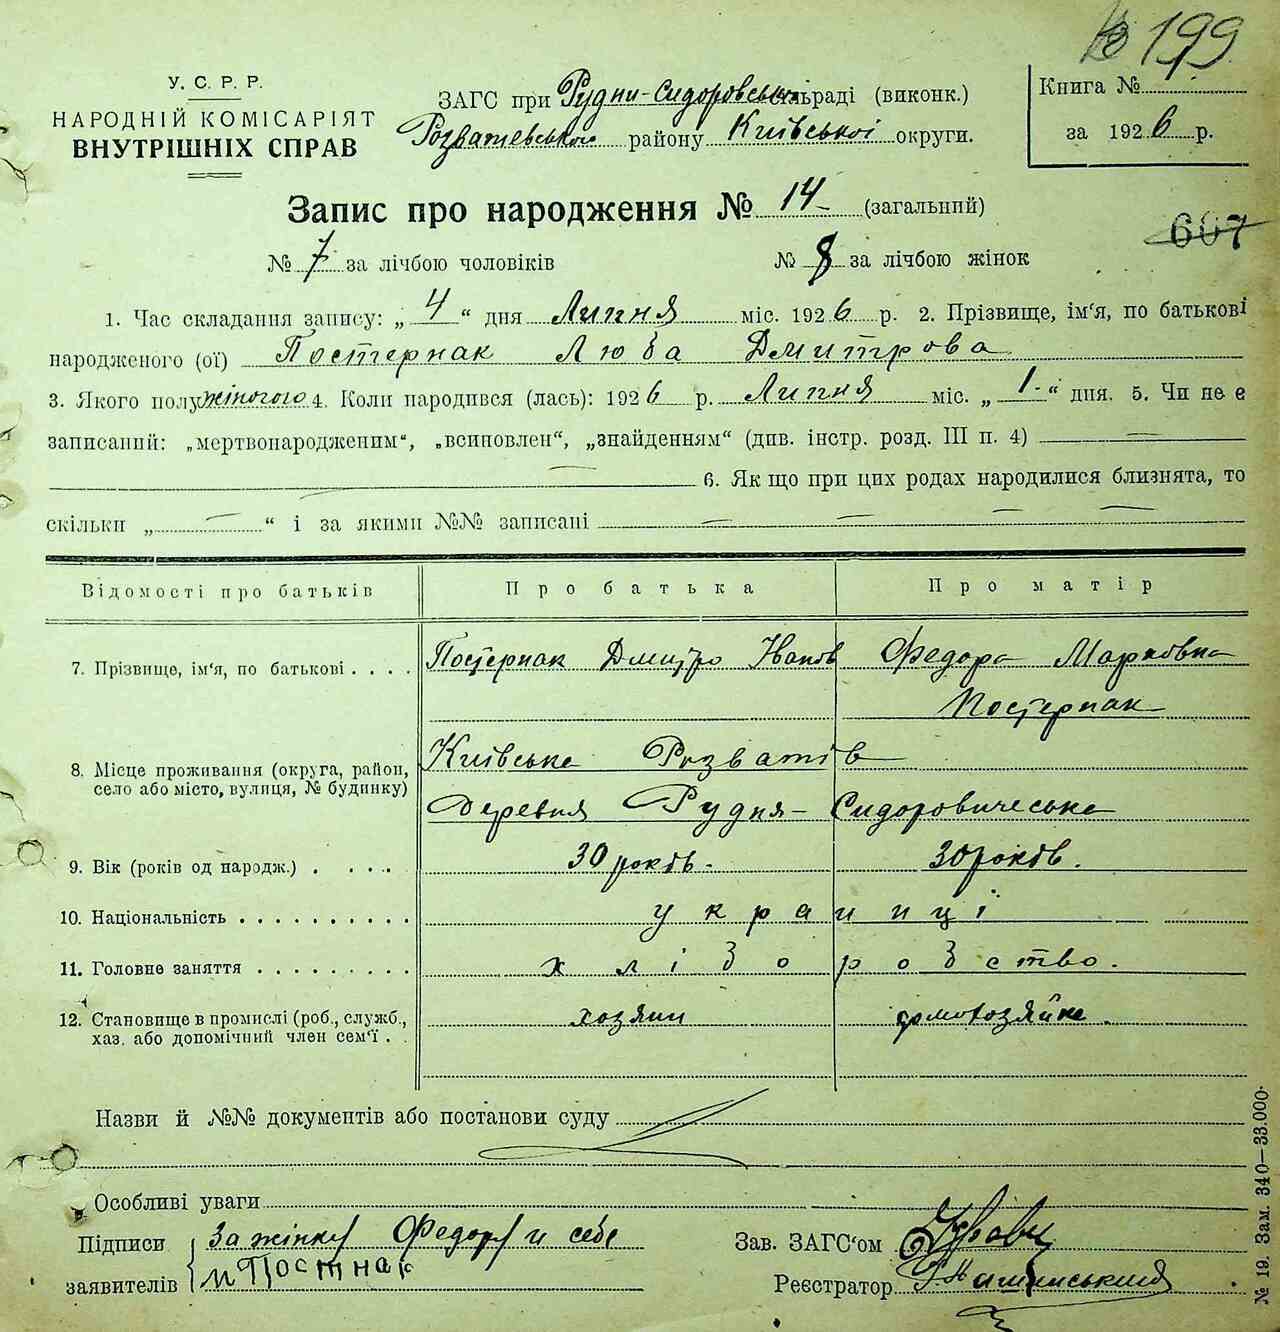 № 199
У. С. Р. Р.
НАРОДНІЙ КОМІСАРІЯТ
ВНУТРІШНІХ СПРАВ
ЗАГС при Рудни-Сидоровськ сільраді (виконк.)
Розважевського району Київської округи.
Книга №
за 1926 р.
Запис про народження № 14 (загальний)
607
№ 7 за лічбою чоловіків № 8 за лічбою жінок
1. Час складання запису: „4“ дня Липня міс. 1926 р. 2. Прізвище, ім‘я, по батькові
народженого (ої) Постернак Люба Дмитрова
3. Якого полу жіночого 4. Коли народився (лась): 1926 р. Липня міс. „1“ дня. 5. Чи не є
записаний: „мертвонародженим“, „всиновлен“, „знайденням“ (див. інстр. розд. III п. 4) —
— 6. Як що при цих родах народилися близнята, то
скільки „—“ і за якими №№ записані — — — —
Відомості про батьків Про батька Про матір
7. Прізвище, ім‘я, по батькові . . . . Постернак Дмитро Іванов Федора Марковна
Постернак
8. Місце проживання (округа, район, село або місто, вулиця, № будинку) Київське Розватів
Деревня Рудня-Сидоровичеська
9. Вік (років од народж.) . . . . . 30 років. 30 років.
10. Національність . . . . . . . . . . украинці
11. Головне заняття . . . . . . . . . хліборобство.
12. Становище в промислі (роб., служб., хаз. або допомічний член сем‘ї . . хозяин домохозяйка.
Назви й №№ документів або постанови суду
Особливі уваги
Підписи заявителів За жінку Федору и себе
Постнак
Зав. ЗАГС‘ом
Реєстратор
№ 19. Зам. 340—33.000.